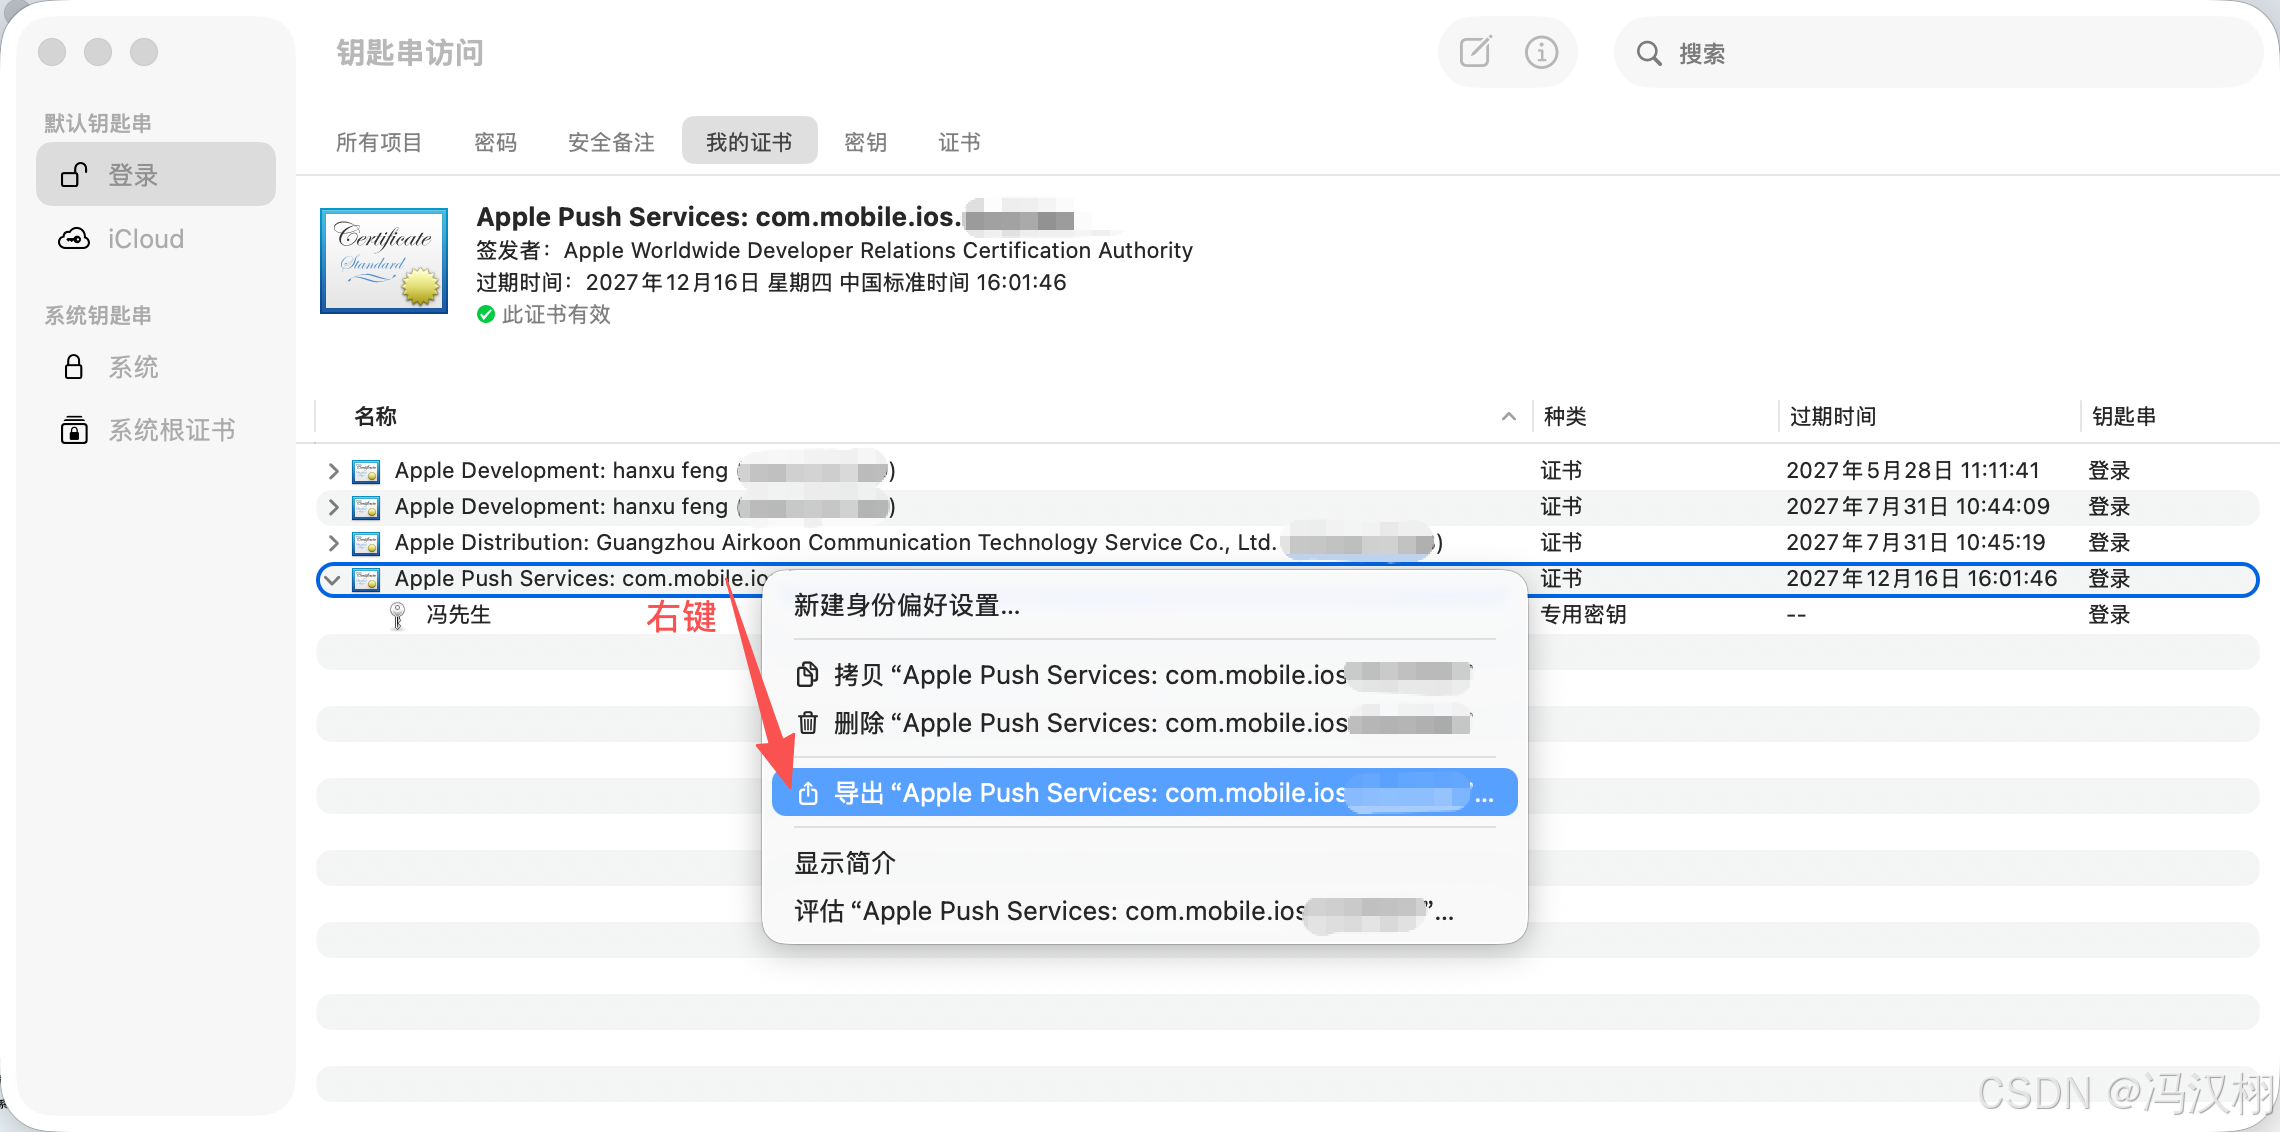 钥匙串访问
搜索
默认钥匙串
登录
iCloud
系统钥匙串
系统
系统根证书
所有项目 密码 安全备注 我的证书 密钥 证书
Certificate
Standard
Apple Push Services: com.mobile.ios.
签发者：Apple Worldwide Developer Relations Certification Authority
过期时间：2027年12月16日 星期四 中国标准时间 16:01:46
此证书有效
名称 种类 过期时间 钥匙串
Apple Development: hanxu feng ( ) 证书 2027年5月28日 11:11:41 登录
Apple Development: hanxu feng ( ) 证书 2027年7月31日 10:44:09 登录
Apple Distribution: Guangzhou Airkoon Communication Technology Service Co., Ltd. ) 证书 2027年7月31日 10:45:19 登录
Apple Push Services: com.mobile.io 证书 2027年12月16日 16:01:46 登录
冯先生 专用密钥 -- 登录
右键
新建身份偏好设置...
拷贝 “Apple Push Services: com.mobile.ios
删除 “Apple Push Services: com.mobile.ios
导出 “Apple Push Services: com.mobile.ios ”...
显示简介
评估 “Apple Push Services: com.mobile.ios ”...
CSDN @冯汉栩